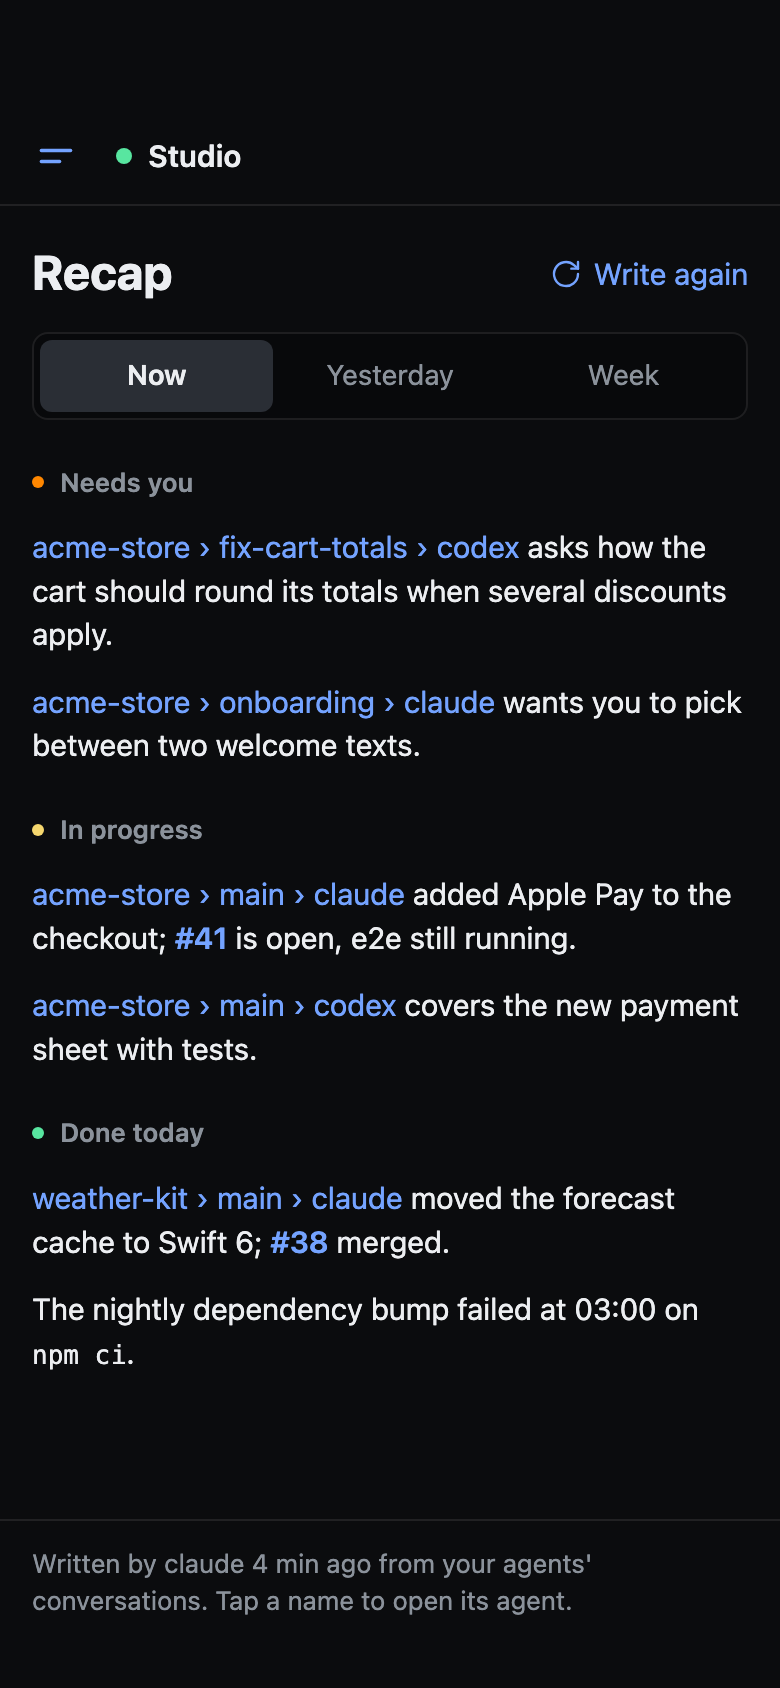 Studio
Recap
Write again
Now
Yesterday
Week
Needs you
acme-store › fix-cart-totals › codex asks how the
cart should round its totals when several discounts
apply.
acme-store › onboarding › claude wants you to pick
between two welcome texts.
In progress
acme-store › main › claude added Apple Pay to the
checkout; #41 is open, e2e still running.
acme-store › main › codex covers the new payment
sheet with tests.
Done today
weather-kit › main › claude moved the forecast
cache to Swift 6; #38 merged.
The nightly dependency bump failed at 03:00 on
npm ci.
Written by claude 4 min ago from your agents'
conversations. Tap a name to open its agent.